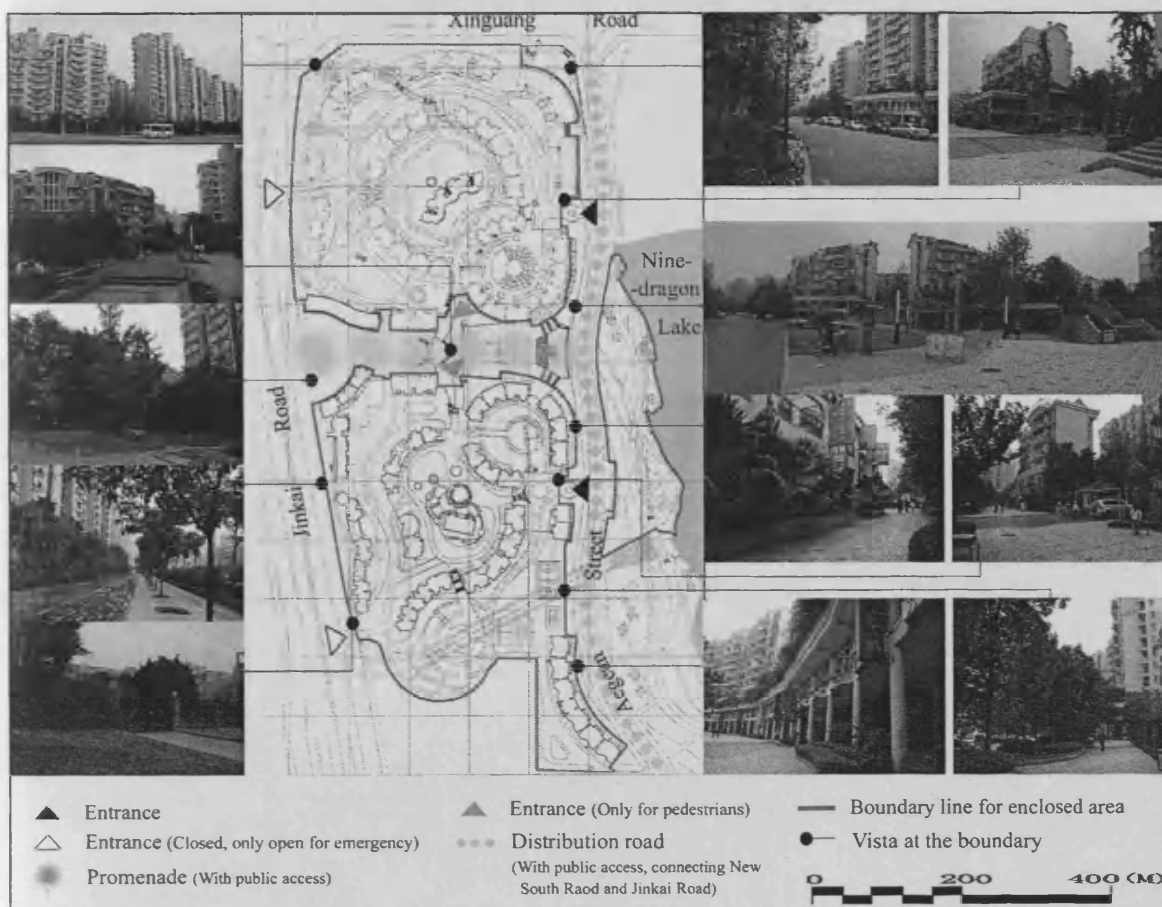 Xinguang Road
Nine-
-dragon
Lake
Road
Jinkai
Street
Aegean
Entrance
Entrance (Closed, only open for emergency)
Promenade (With public access)
Entrance (Only for pedestrians)
Distribution road
(With public access, connecting New
South Raod and Jinkai Road)
Boundary line for enclosed area
Vista at the boundary
0 200 400 (M)